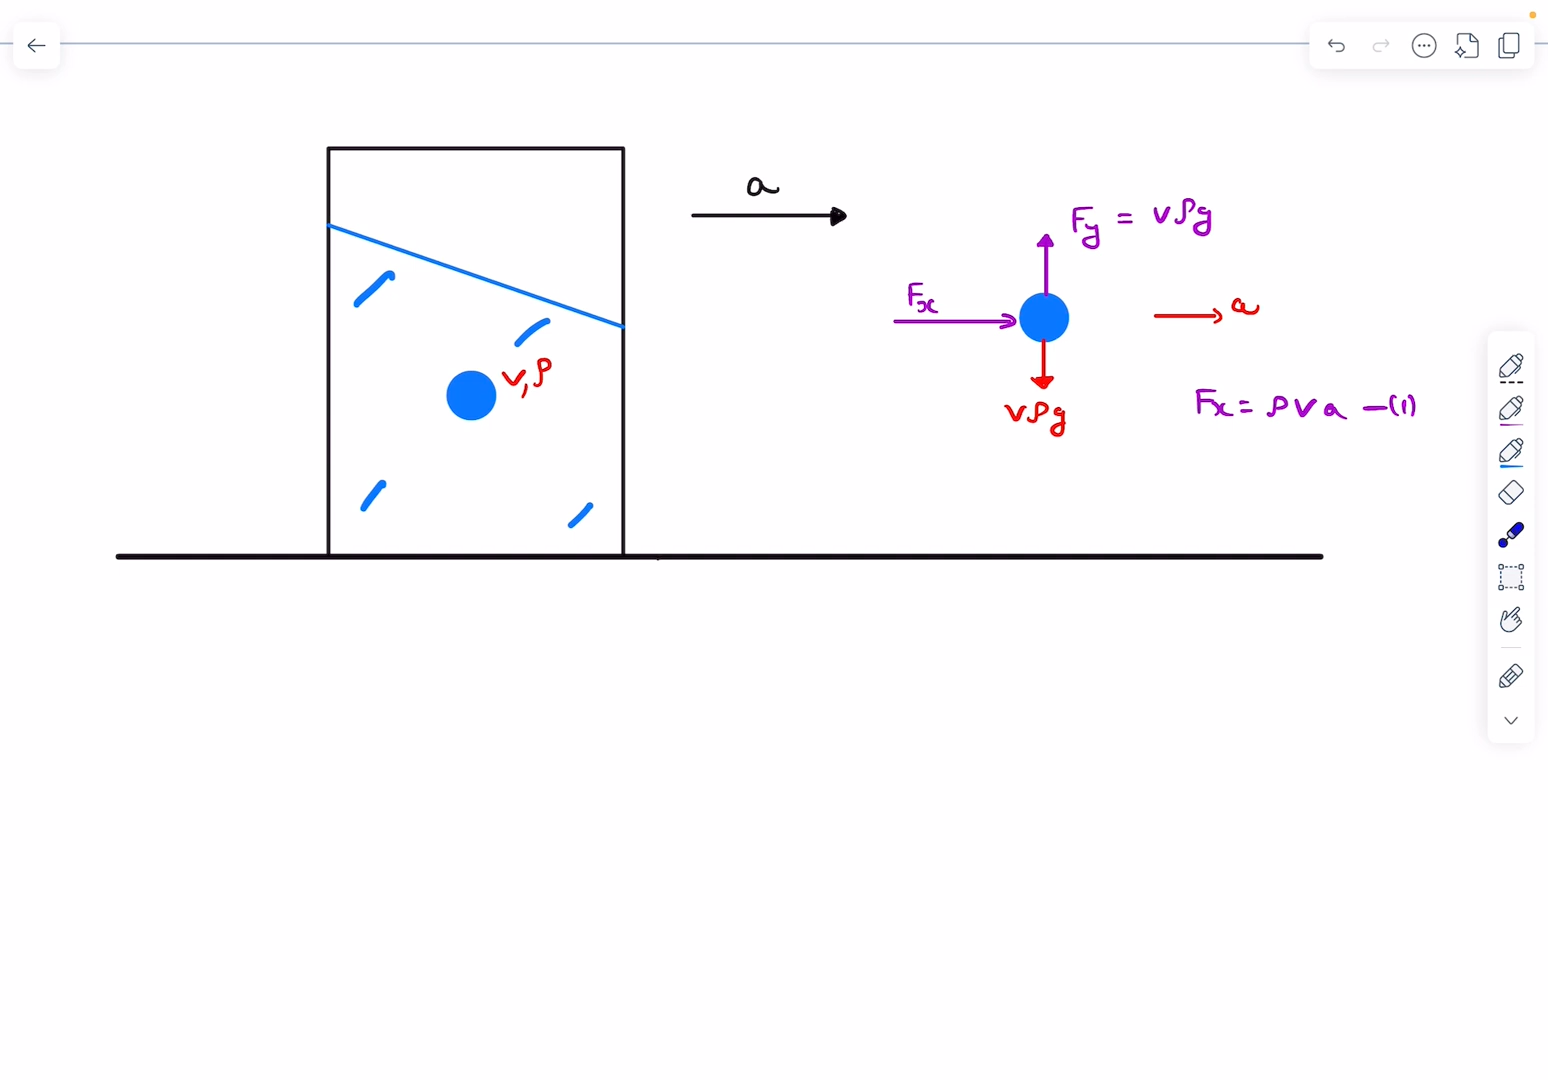 a
Fy = vρg
Fx
a
v, ρ
vρg
Fx = ρva —(1)